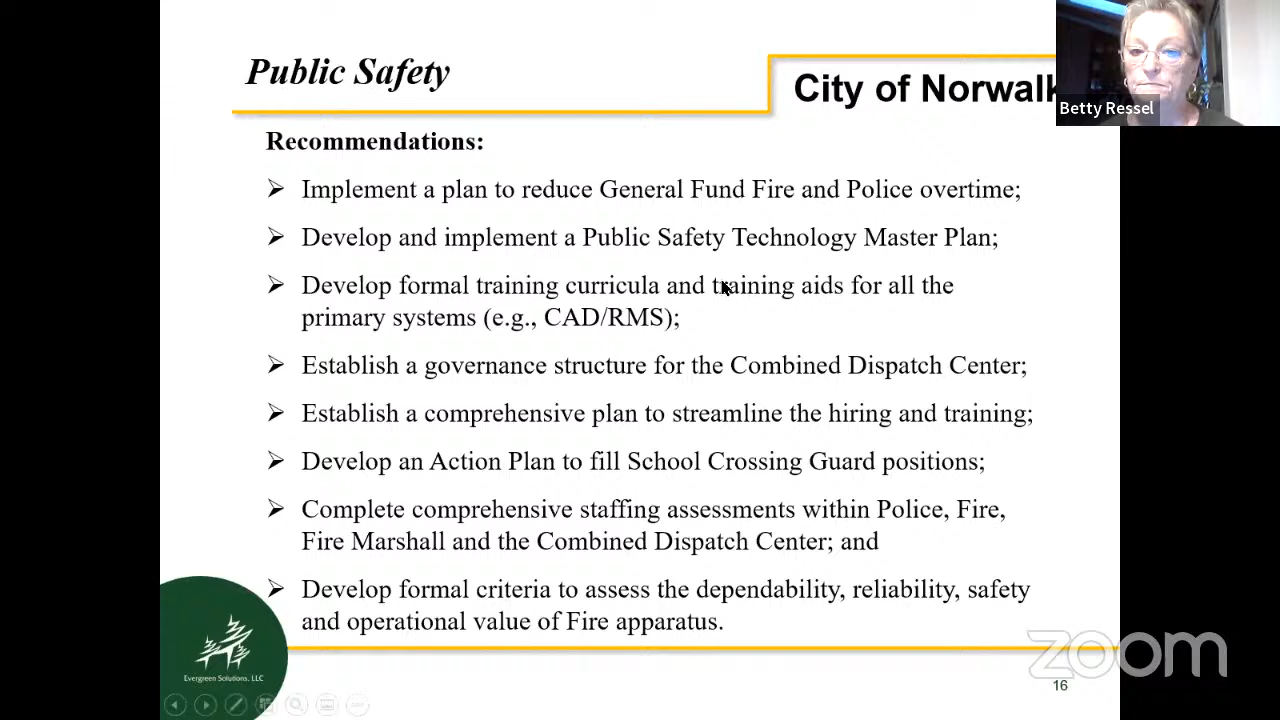 Public Safety
City of Norwalk
Betty Ressel
Recommendations:
➢ Implement a plan to reduce General Fund Fire and Police overtime;
➢ Develop and implement a Public Safety Technology Master Plan;
➢ Develop formal training curricula and training aids for all the
primary systems (e.g., CAD/RMS);
➢ Establish a governance structure for the Combined Dispatch Center;
➢ Establish a comprehensive plan to streamline the hiring and training;
➢ Develop an Action Plan to fill School Crossing Guard positions;
➢ Complete comprehensive staffing assessments within Police, Fire,
Fire Marshall and the Combined Dispatch Center; and
➢ Develop formal criteria to assess the dependability, reliability, safety
and operational value of Fire apparatus.
Evergreen Solutions, LLC
zoom
16